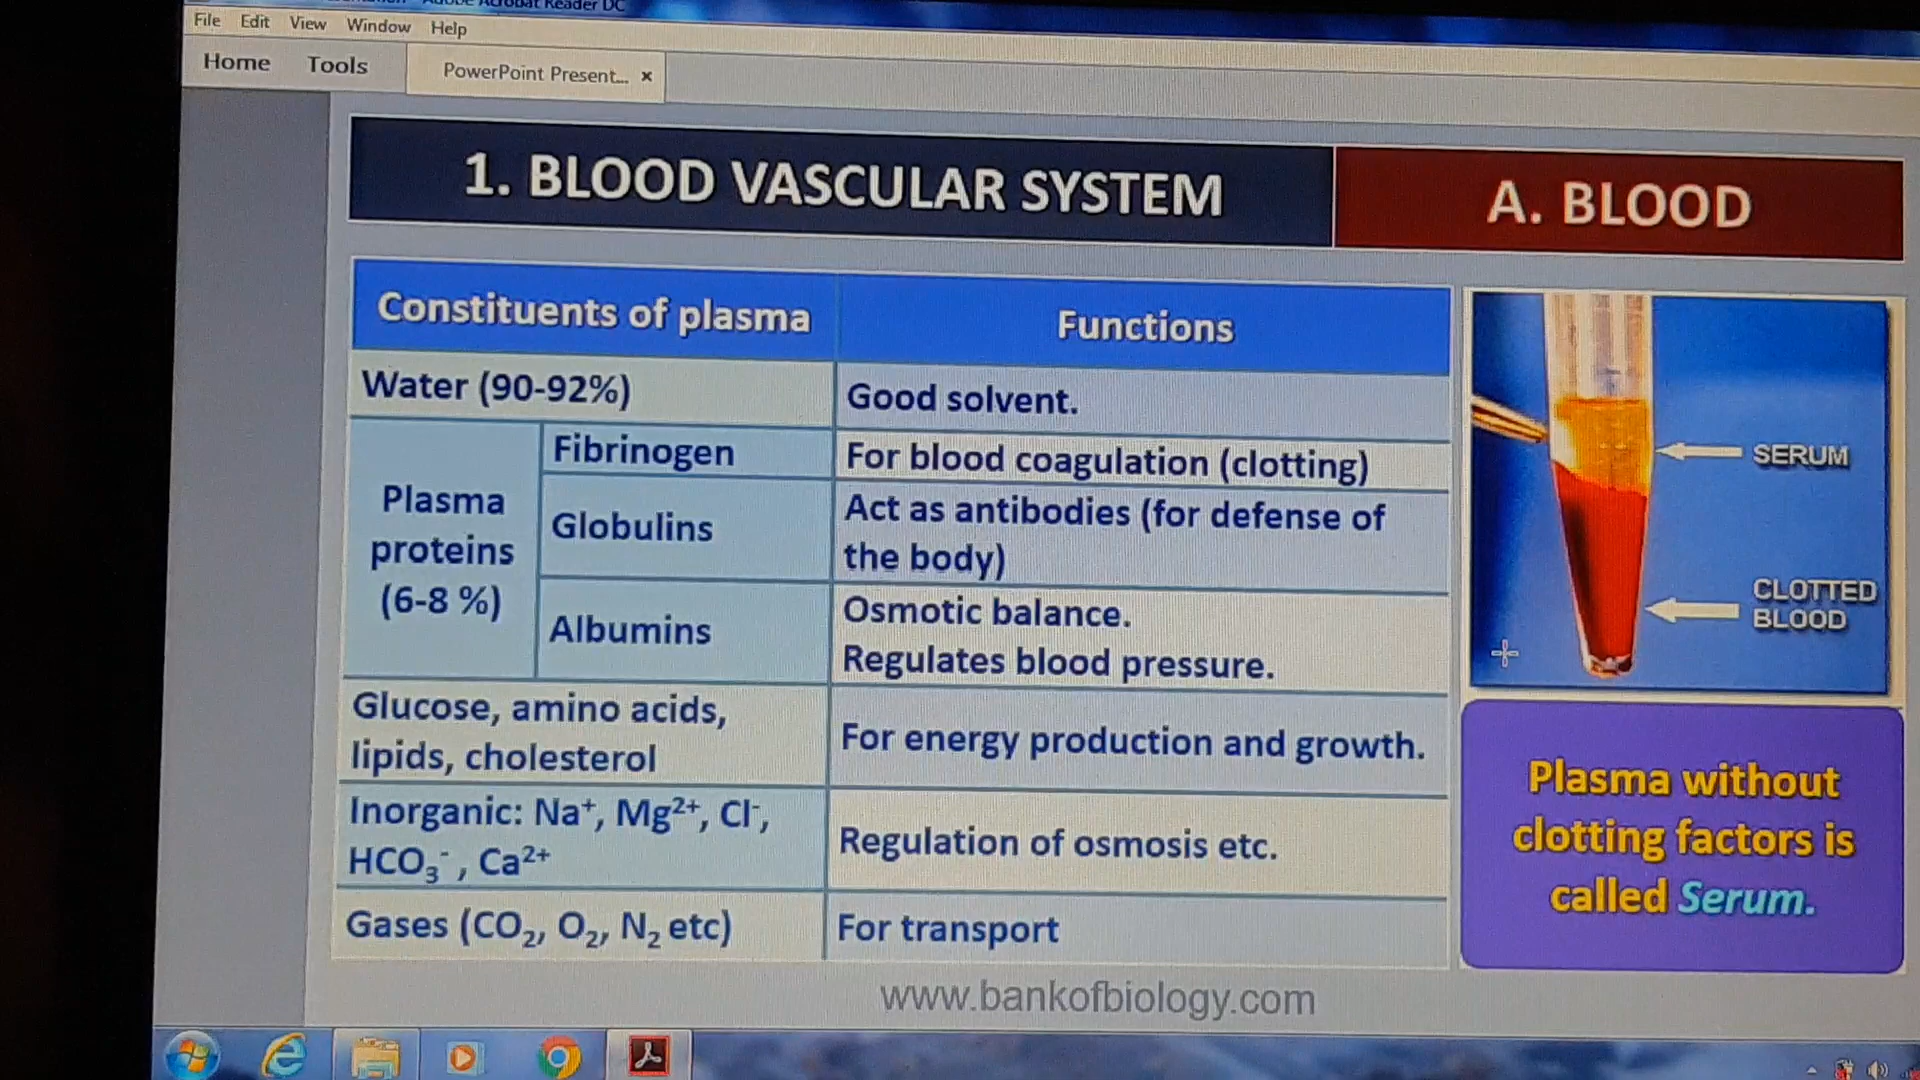 Adobe Acrobat Reader DC
File Edit View Window Help
Home Tools PowerPoint Present... ×
1. BLOOD VASCULAR SYSTEM
A. BLOOD
Constituents of plasma
Functions
Water (90-92%)
Good solvent.
Plasma
proteins
(6-8 %)
Fibrinogen
For blood coagulation (clotting)
Globulins
Act as antibodies (for defense of
the body)
Albumins
Osmotic balance.
Regulates blood pressure.
Glucose, amino acids,
lipids, cholesterol
For energy production and growth.
Inorganic: Na⁺, Mg²⁺, Cl⁻,
HCO₃⁻, Ca²⁺
Regulation of osmosis etc.
Gases (CO₂, O₂, N₂ etc)
For transport
SERUM
CLOTTED
BLOOD
Plasma without
clotting factors is
called Serum.
www.bankofbiology.com